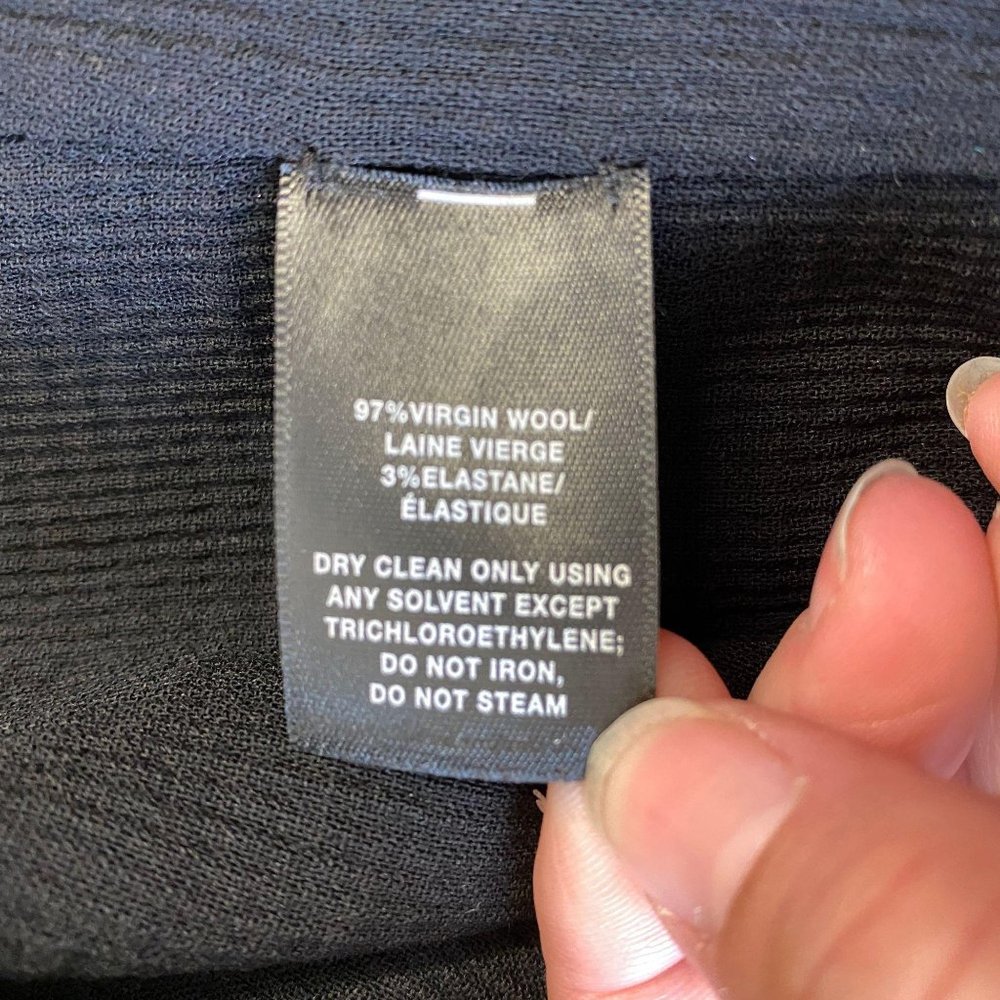 97%VIRGIN WOOL/
LAINE VIERGE
3%ELASTANE/
ÉLASTIQUE
DRY CLEAN ONLY USING
ANY SOLVENT EXCEPT
TRICHLOROETHYLENE;
DO NOT IRON,
DO NOT STEAM